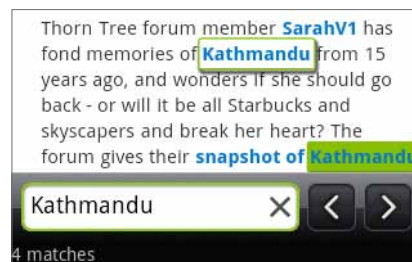 Thorn Tree forum member SarahV1 has
fond memories of Kathmandu from 15
years ago, and wonders if she should go
back - or will it be all Starbucks and
skyscapers and break her heart? The
forum gives their snapshot of Kathmandu
Kathmandu
4 matches